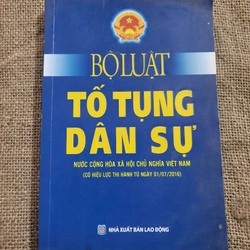 BỘ LUẬT
TỐ TỤNG
DÂN SỰ
NƯỚC CỘNG HÒA XÃ HỘI CHỦ NGHĨA VIỆT NAM
(CÓ HIỆU LỰC THI HÀNH TỪ NGÀY 01/07/2016)
NHÀ XUẤT BẢN LAO ĐỘNG